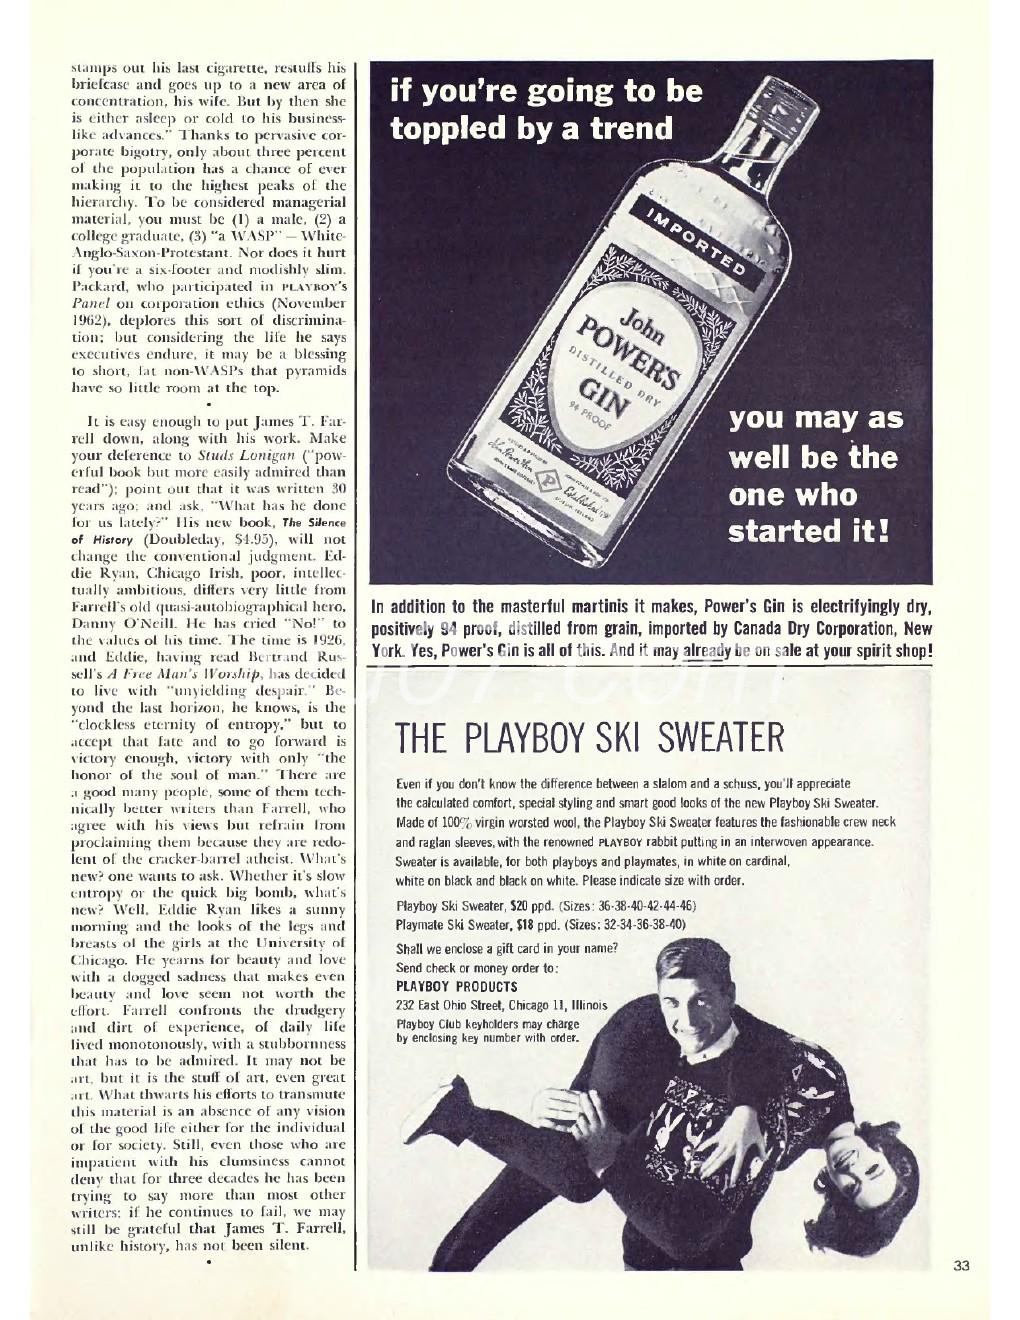 stamps out his last cigarette, restuffs his
briefcase and goes up to a new area of
concentration, his wife. But by then she
is either asleep or cold to his business-
like advances." Thanks to pervasive cor-
porate bigotry, only about three percent
of the population has a chance of ever
making it to the highest peaks of the
hierarchy. To be considered managerial
material, you must be (1) a male, (2) a
college graduate, (3) "a WASP" — White-
Anglo-Saxon-Protestant. Nor does it hurt
if you're a six-footer and modishly slim.
Packard, who participated in PLAYBOY'S
Panel on corporation ethics (November
1962), deplores this sort of discrimina-
tion; but considering the life he says
executives endure, it may be a blessing
to short, fat non-WASPs that pyramids
have so little room at the top.
•
It is easy enough to put James T. Far-
rell down, along with his work. Make
your deference to Studs Lonigan ("pow-
erful book but more easily admired than
read"); point out that it was written 30
years ago; and ask, "What has he done
for us lately?" His new book, The Silence
of History (Doubleday, $4.95), will not
change the conventional judgment. Ed-
die Ryan, Chicago Irish, poor, intellec-
tually ambitious, differs very little from
Farrell's old quasi-autobiographical hero,
Danny O'Neill. He has cried "No!" to
the values of his time. The time is 1926,
and Eddie, having read Bertrand Rus-
sell's A Free Man's Worship, has decided
to live with "unyielding despair." Be-
yond the last horizon, he knows, is the
"clockless eternity of entropy," but to
accept that fate and to go forward is
victory enough, victory with only "the
honor of the soul of man." There are
a good many people, some of them tech-
nically better writers than Farrell, who
agree with his views but refrain from
proclaiming them because they are redo-
lent of the cracker-barrel atheist. What's
new? one wants to ask. Whether it's slow
entropy or the quick big bomb, what's
new? Well, Eddie Ryan likes a sunny
morning and the looks of the legs and
breasts of the girls at the University of
Chicago. He yearns for beauty and love
with a dogged sadness that makes even
beauty and love seem not worth the
effort. Farrell confronts the drudgery
and dirt of experience, of daily life
lived monotonously, with a stubbornness
that has to be admired. It may not be
art, but it is the stuff of art, even great
art. What thwarts his efforts to transmute
this material is an absence of any vision
of the good life either for the individual
or for society. Still, even those who are
impatient with his clumsiness cannot
deny that for three decades he has been
trying to say more than most other
writers; if he continues to fail, we may
still be grateful that James T. Farrell,
unlike history, has not been silent.
•
if you're going to be
toppled by a trend
IMPORTED
John
POWER'S
DISTILLED DRY
GIN
94 PROOF
you may as
well be the
one who
started it!
In addition to the masterful martinis it makes, Power's Gin is electrifyingly dry,
positively 94 proof, distilled from grain, imported by Canada Dry Corporation, New
York. Yes, Power's Gin is all of this. And it may already be on sale at your spirit shop!
THE PLAYBOY SKI SWEATER
Even if you don't know the difference between a slalom and a schuss, you'll appreciate
the calculated comfort, special styling and smart good looks of the new Playboy Ski Sweater.
Made of 100% virgin worsted wool, the Playboy Ski Sweater features the fashionable crew neck
and raglan sleeves, with the renowned PLAYBOY rabbit putting in an interwoven appearance.
Sweater is available, for both playboys and playmates, in white on cardinal,
white on black and black on white. Please indicate size with order.
Playboy Ski Sweater, $20 ppd. (Sizes: 36-38-40-42-44-46)
Playmate Ski Sweater, $18 ppd. (Sizes: 32-34-36-38-40)
Shall we enclose a gift card in your name?
Send check or money order to:
PLAYBOY PRODUCTS
232 East Ohio Street, Chicago 11, Illinois
Playboy Club keyholders may charge
by enclosing key number with order.
33